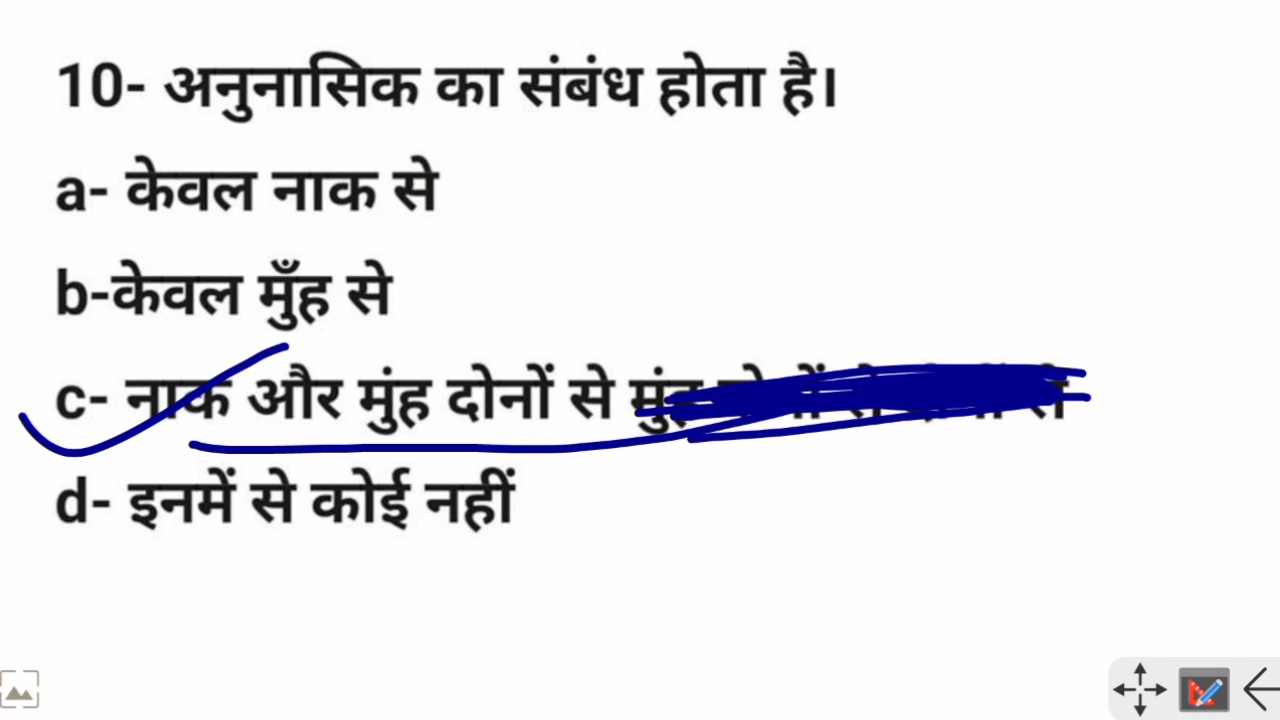 10- अनुनासिक का संबंध होता है।
a- केवल नाक से
b-केवल मुँह से
c- नाक और मुंह दोनों से
d- इनमें से कोई नहीं